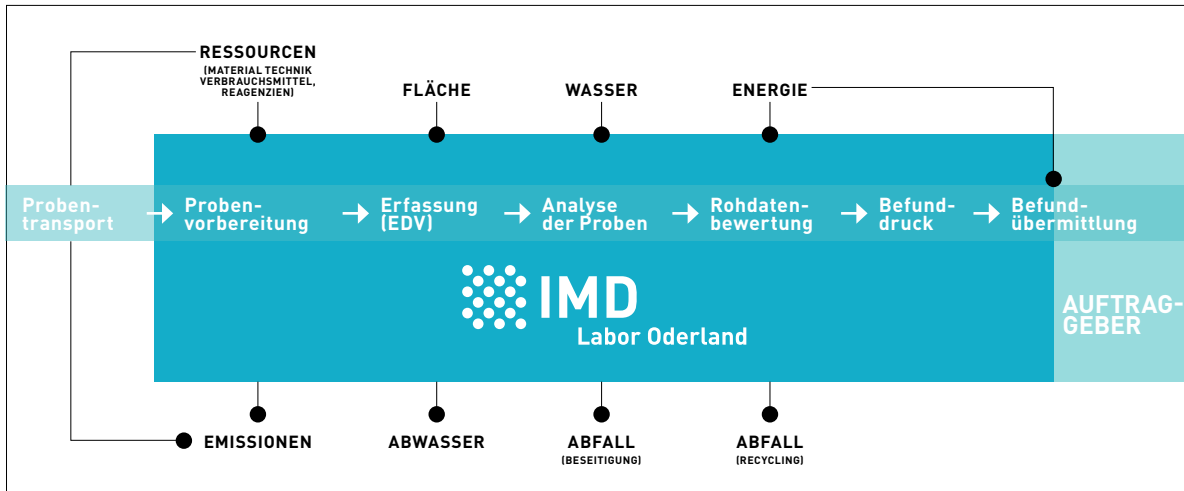 RESSOURCEN
(MATERIAL TECHNIK
VERBRAUCHSMITTEL,
REAGENZIEN)
FLÄCHE
WASSER
ENERGIE
Proben-
transport
Proben-
vorbereitung
Erfassung
(EDV)
Analyse
der Proben
Rohdaten-
bewertung
Befund-
druck
Befund-
übermittlung
IMD
Labor Oderland
AUFTRAG-
GEBER
EMISSIONEN
ABWASSER
ABFALL
(BESEITIGUNG)
ABFALL
(RECYCLING)